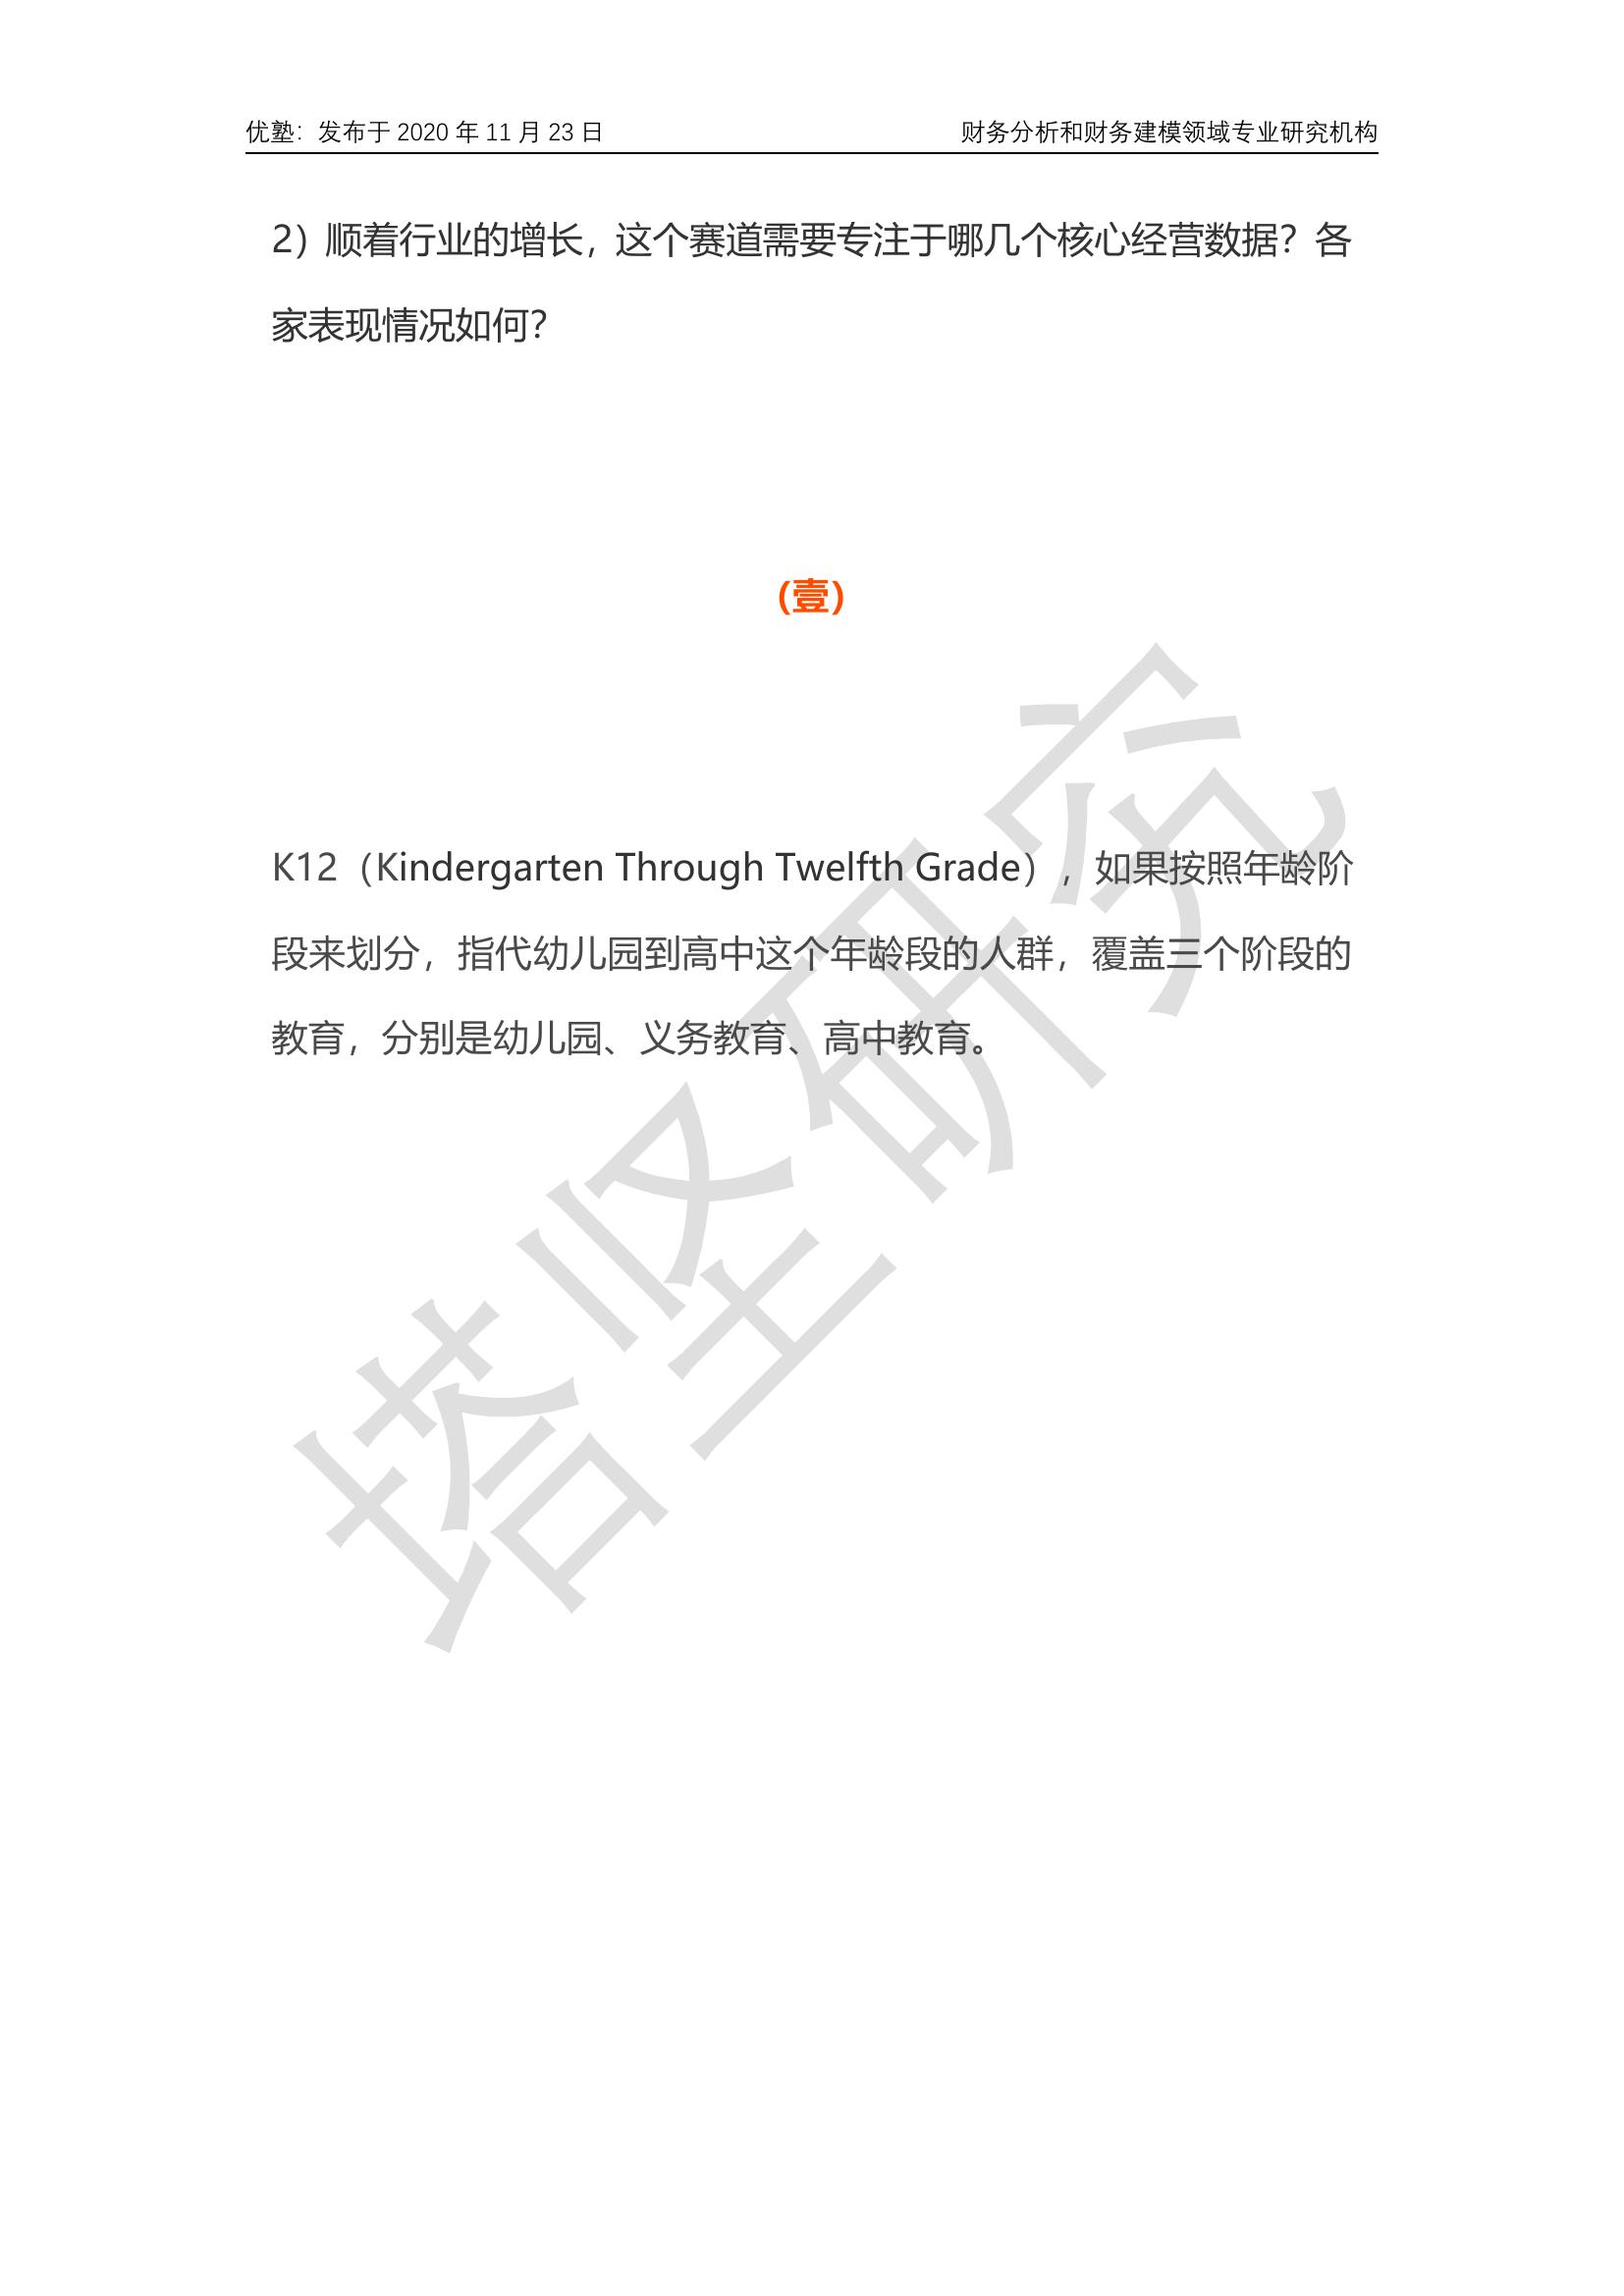 优塾：发布于 2020 年 11 月 23 日 财务分析和财务建模领域专业研究机构
2）顺着行业的增长，这个赛道需要专注于哪几个核心经营数据？各
家表现情况如何？
(壹)
K12（Kindergarten Through Twelfth Grade），如果按照年龄阶
段来划分，指代幼儿园到高中这个年龄段的人群，覆盖三个阶段的
教育，分别是幼儿园、义务教育、高中教育。
塔坚研究